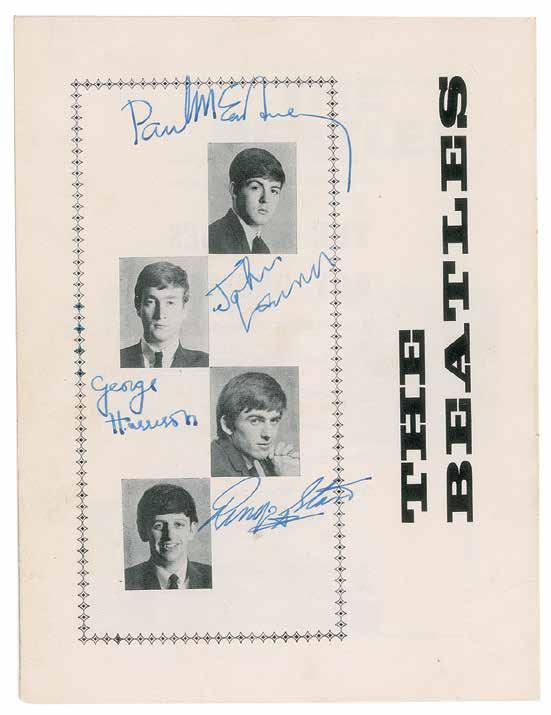 Paul McCartney
John
Lennon
George
Harrison
Ringo Starr
THE
BEATLES